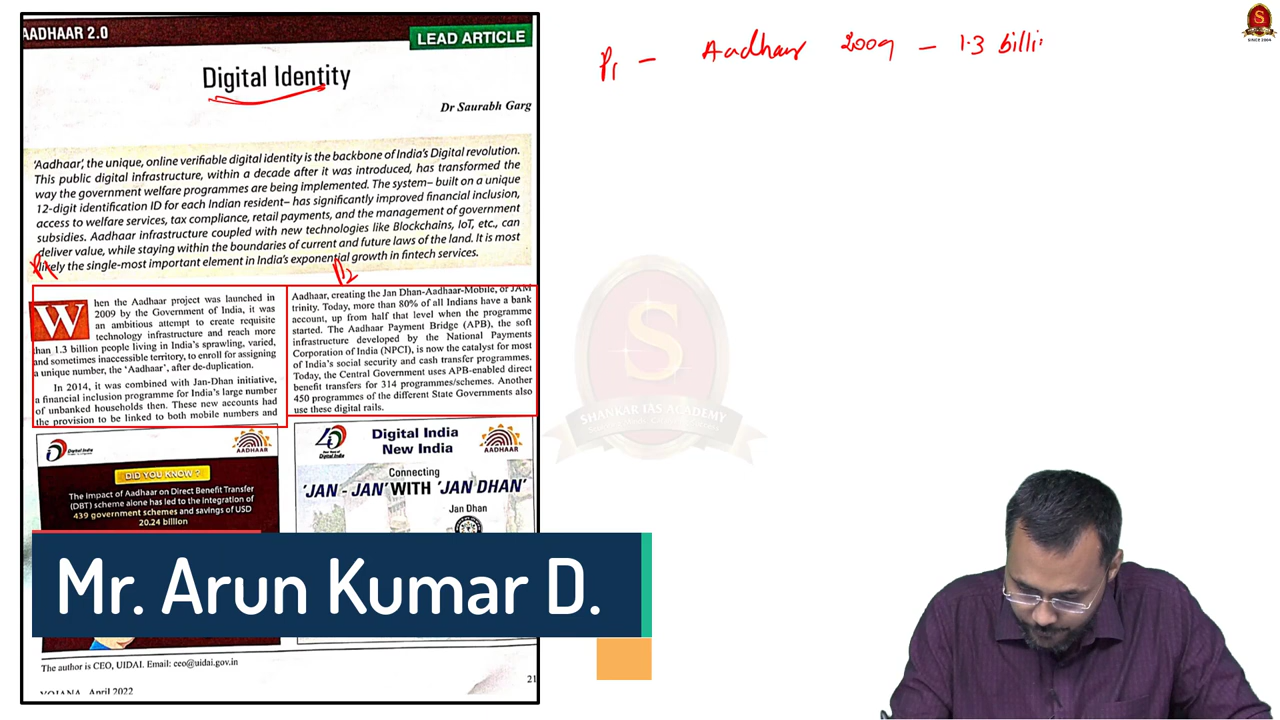 AADHAAR 2.0
LEAD ARTICLE
Digital Identity
Dr Saurabh Garg
'Aadhaar', the unique, online verifiable digital identity is the backbone of India's Digital revolution.
This public digital infrastructure, within a decade after it was introduced, has transformed the
way the government welfare programmes are being implemented. The system– built on a unique
12-digit identification ID for each Indian resident– has significantly improved financial inclusion,
access to welfare services, tax compliance, retail payments, and the management of government
subsidies. Aadhaar infrastructure coupled with new technologies like Blockchains, IoT, etc., can
deliver value, while staying within the boundaries of current and future laws of the land. It is most
likely the single-most important element in India's exponential growth in fintech services.
P1
P2
When the Aadhaar project was launched in
2009 by the Government of India, it was
an ambitious attempt to create requisite
technology infrastructure and reach more
than 1.3 billion people living in India's sprawling, varied,
and sometimes inaccessible territory, to enroll for assigning
a unique number, the 'Aadhaar', after de-duplication.
In 2014, it was combined with Jan-Dhan initiative,
a financial inclusion programme for India's large number
of unbanked households then. These new accounts had
the provision to be linked to both mobile numbers and
Aadhaar, creating the Jan Dhan-Aadhaar-Mobile, or JAM
trinity. Today, more than 80% of all Indians have a bank
account, up from half that level when the programme
started. The Aadhaar Payment Bridge (APB), the soft
infrastructure developed by the National Payments
Corporation of India (NPCI), is now the catalyst for most
of India's social security and cash transfer programmes.
Today, the Central Government uses APB-enabled direct
benefit transfers for 314 programmes/schemes. Another
450 programmes of the different State Governments also
use these digital rails.
Digital India
AADHAAR
DID YOU KNOW ?
The Impact of Aadhaar on Direct Benefit Transfer
(DBT) scheme alone has led to the integration of
439 government schemes and savings of USD
20.24 billion
Digital India
New India
AADHAAR
Connecting
'JAN - JAN' WITH 'JAN DHAN'
Jan Dhan
Mr. Arun Kumar D.
The author is CEO, UIDAI. Email: ceo@uidai.gov.in
YOJANA April 2022
21
P1 – Aadhaar 2009 – 1.3 billi
S
SHANKAR IAS ACADEMY
S
SINCE 2004